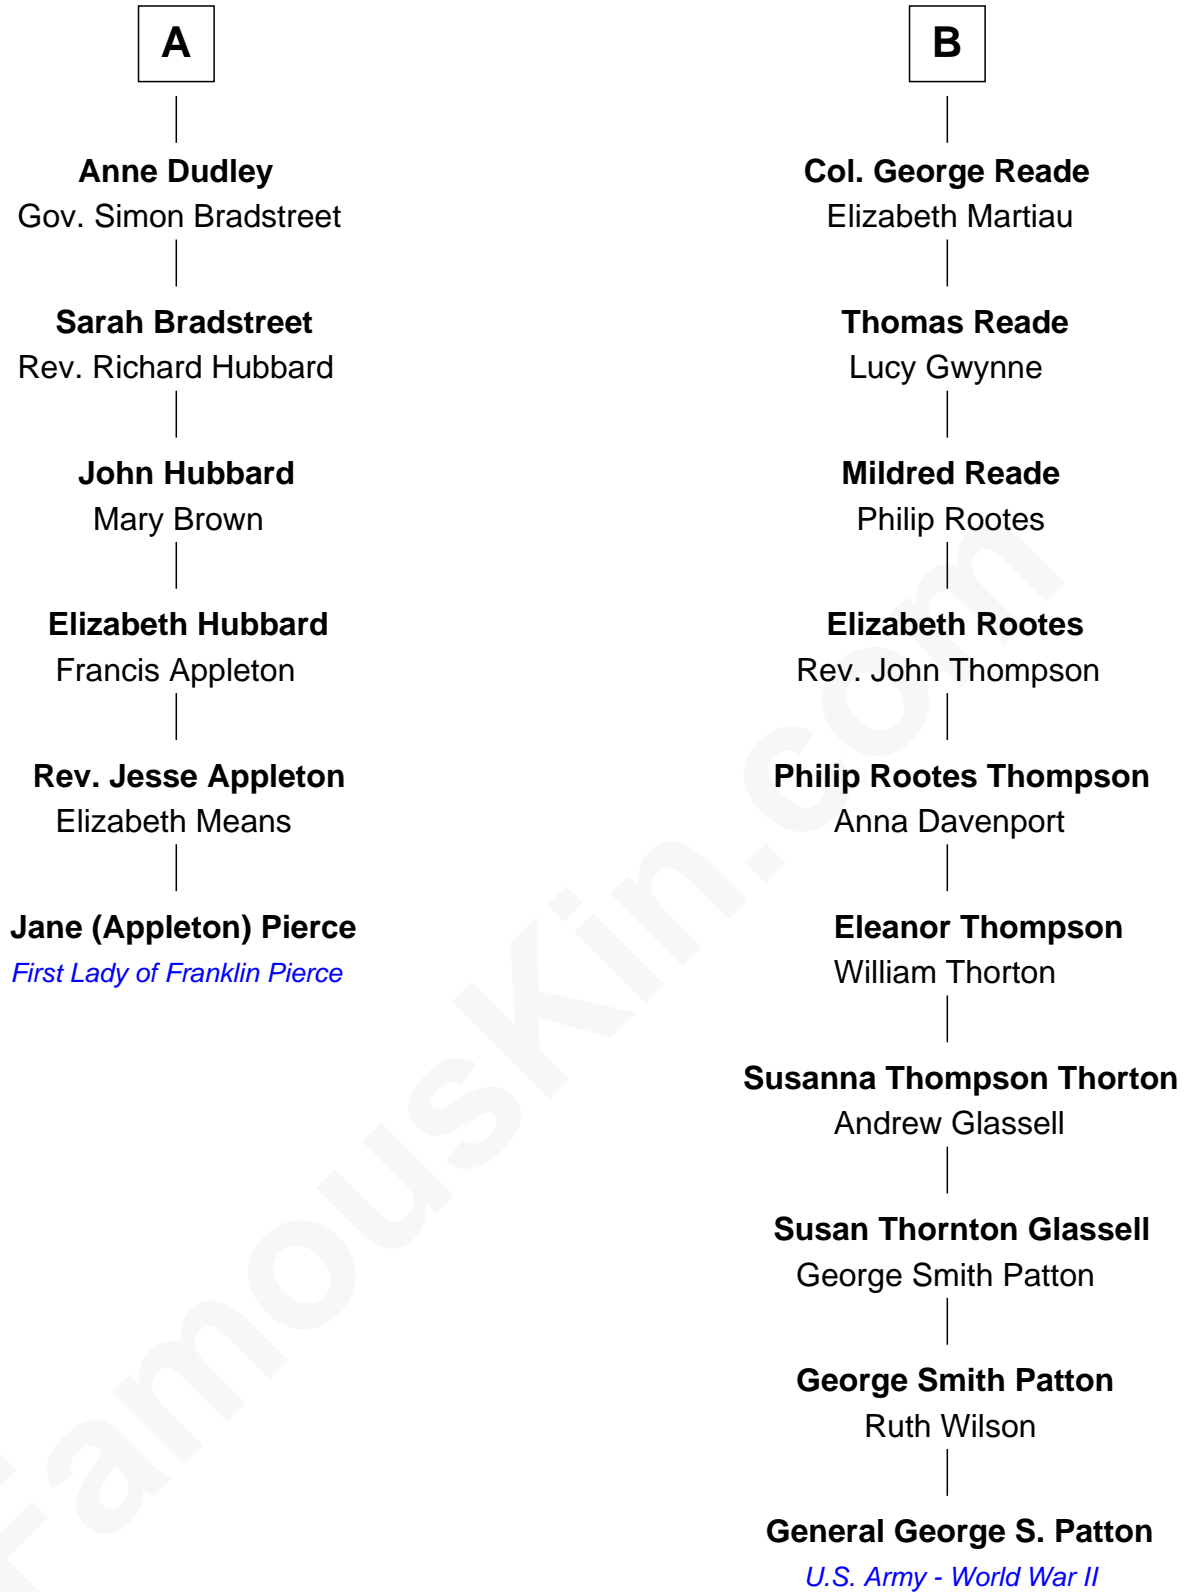 A
Anne Dudley
Gov. Simon Bradstreet
Sarah Bradstreet
Rev. Richard Hubbard
John Hubbard
Mary Brown
Elizabeth Hubbard
Francis Appleton
Rev. Jesse Appleton
Elizabeth Means
Jane (Appleton) Pierce
First Lady of Franklin Pierce
B
Col. George Reade
Elizabeth Martiau
Thomas Reade
Lucy Gwynne
Mildred Reade
Philip Rootes
Elizabeth Rootes
Rev. John Thompson
Philip Rootes Thompson
Anna Davenport
Eleanor Thompson
William Thorton
Susanna Thompson Thorton
Andrew Glassell
Susan Thornton Glassell
George Smith Patton
George Smith Patton
Ruth Wilson
General George S. Patton
U.S. Army - World War II
FamousKin.com